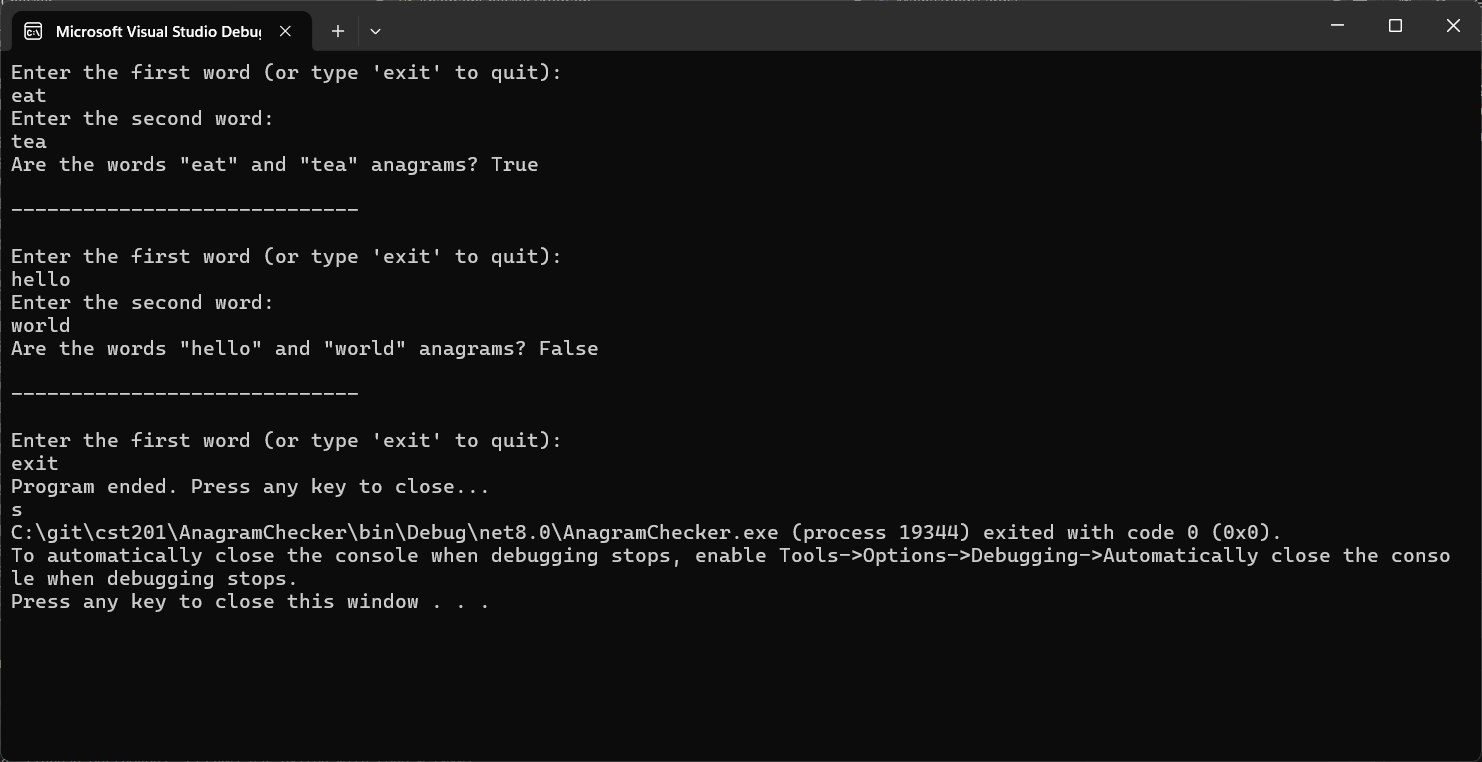 Microsoft Visual Studio Debu
Enter the first word (or type 'exit' to quit):
eat
Enter the second word:
tea
Are the words "eat" and "tea" anagrams? True
-----------------------------
Enter the first word (or type 'exit' to quit):
hello
Enter the second word:
world
Are the words "hello" and "world" anagrams? False
-----------------------------
Enter the first word (or type 'exit' to quit):
exit
Program ended. Press any key to close...
s
C:\git\cst201\AnagramChecker\bin\Debug\net8.0\AnagramChecker.exe (process 19344) exited with code 0 (0x0).
To automatically close the console when debugging stops, enable Tools->Options->Debugging->Automatically close the conso
le when debugging stops.
Press any key to close this window . . .